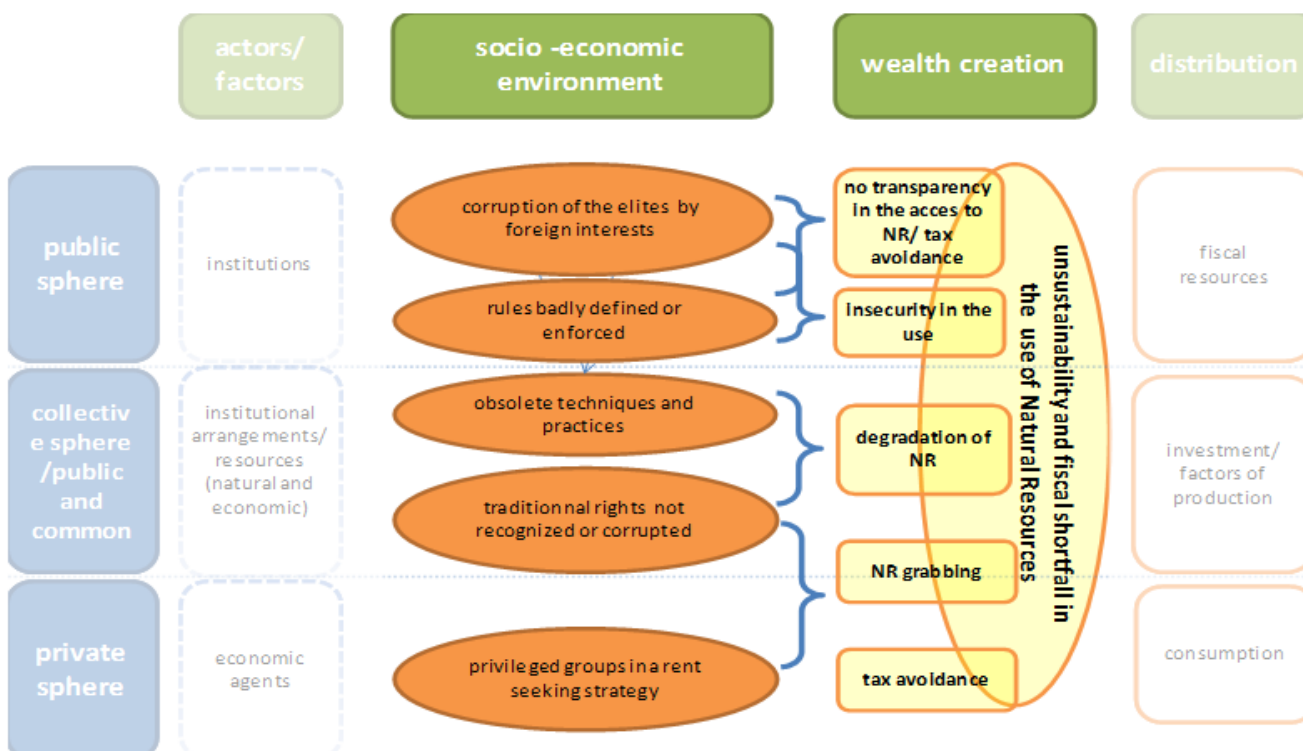 actors/
factors
socio -economic
environment
wealth creation
distribution
public
sphere
institutions
corruption of the elites by
foreign interests
rules badly defined or
enforced
no transparency
in the acces to
NR/ tax
avoidance
insecurity in the
use
fiscal
resources
collectiv
e sphere
/public
and
common
institutional
arrangements/
resources
(natural and
economic)
obsolete techniques and
practices
traditionnal rights not
recognized or corrupted
degradation of
NR
NR grabbing
investment/
factors of
production
private
sphere
economic
agents
privileged groups in a rent
seeking strategy
tax avoidance
consumption
unsustainability and fiscal shortfall in
the use of Natural Resources